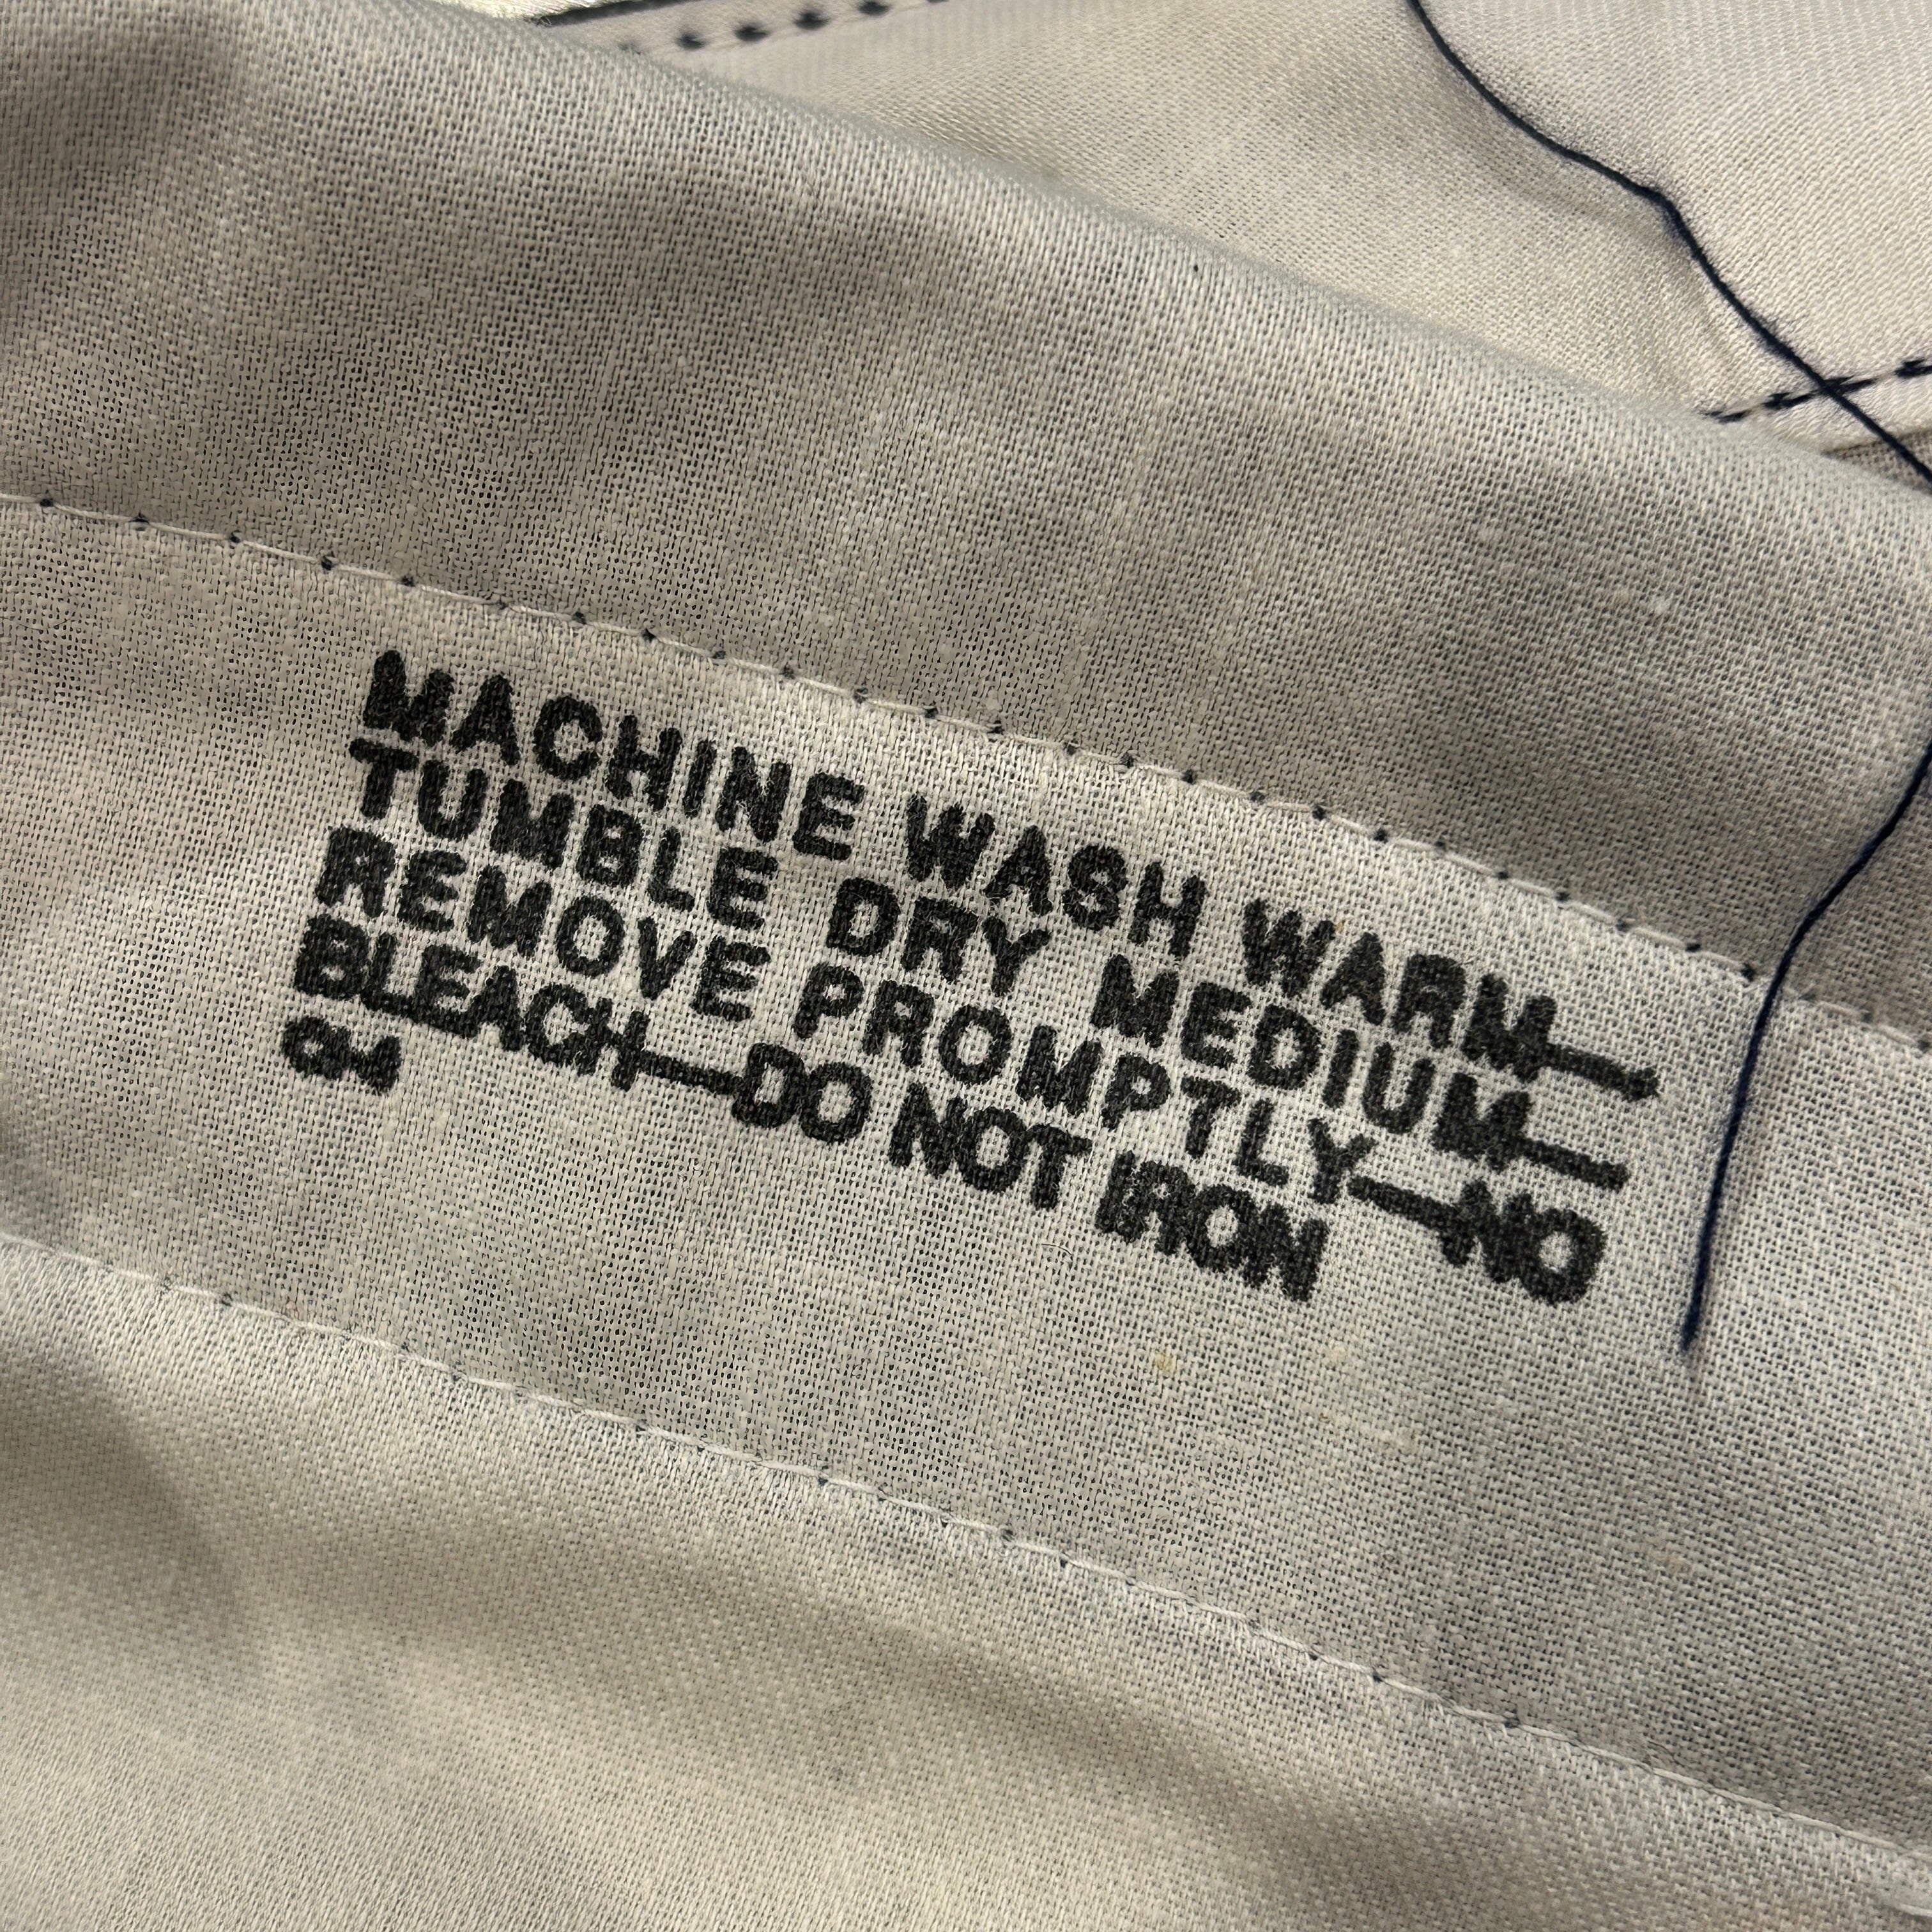 MACHINE WASH WARM—
TUMBLE DRY MEDIUM—
REMOVE PROMPTLY—NO
BLEACH—DO NOT IRON